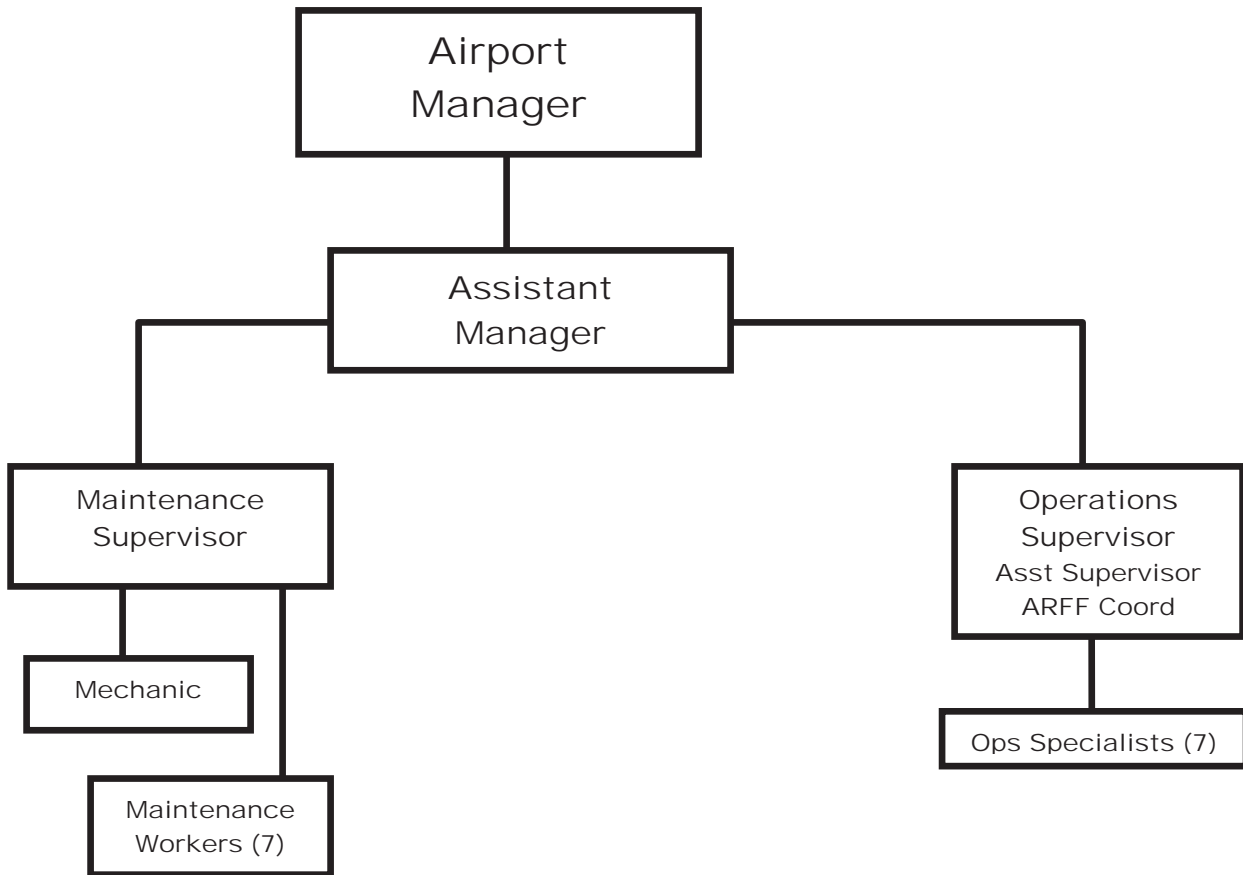 Airport
Manager
Assistant
Manager
Maintenance
Supervisor
Operations
Supervisor
Asst Supervisor
ARFF Coord
Mechanic
Ops Specialists (7)
Maintenance
Workers (7)